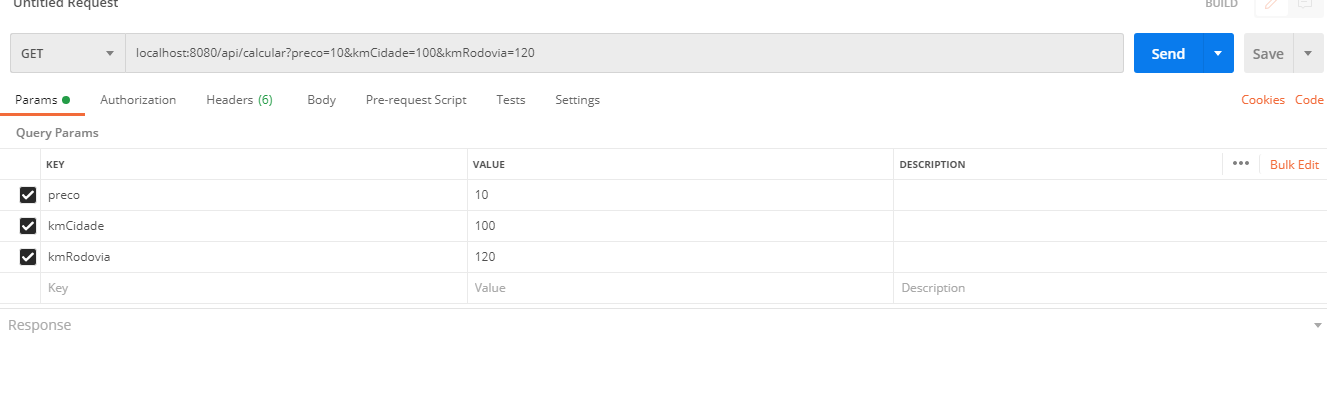 Untitled Request
BUILD
GET localhost:8080/api/calcular?preco=10&kmCidade=100&kmRodovia=120 Send Save
Params Authorization Headers (6) Body Pre-request Script Tests Settings Cookies Code
Query Params
KEY VALUE DESCRIPTION ••• Bulk Edit
preco 10
kmCidade 100
kmRodovia 120
Key Value Description
Response